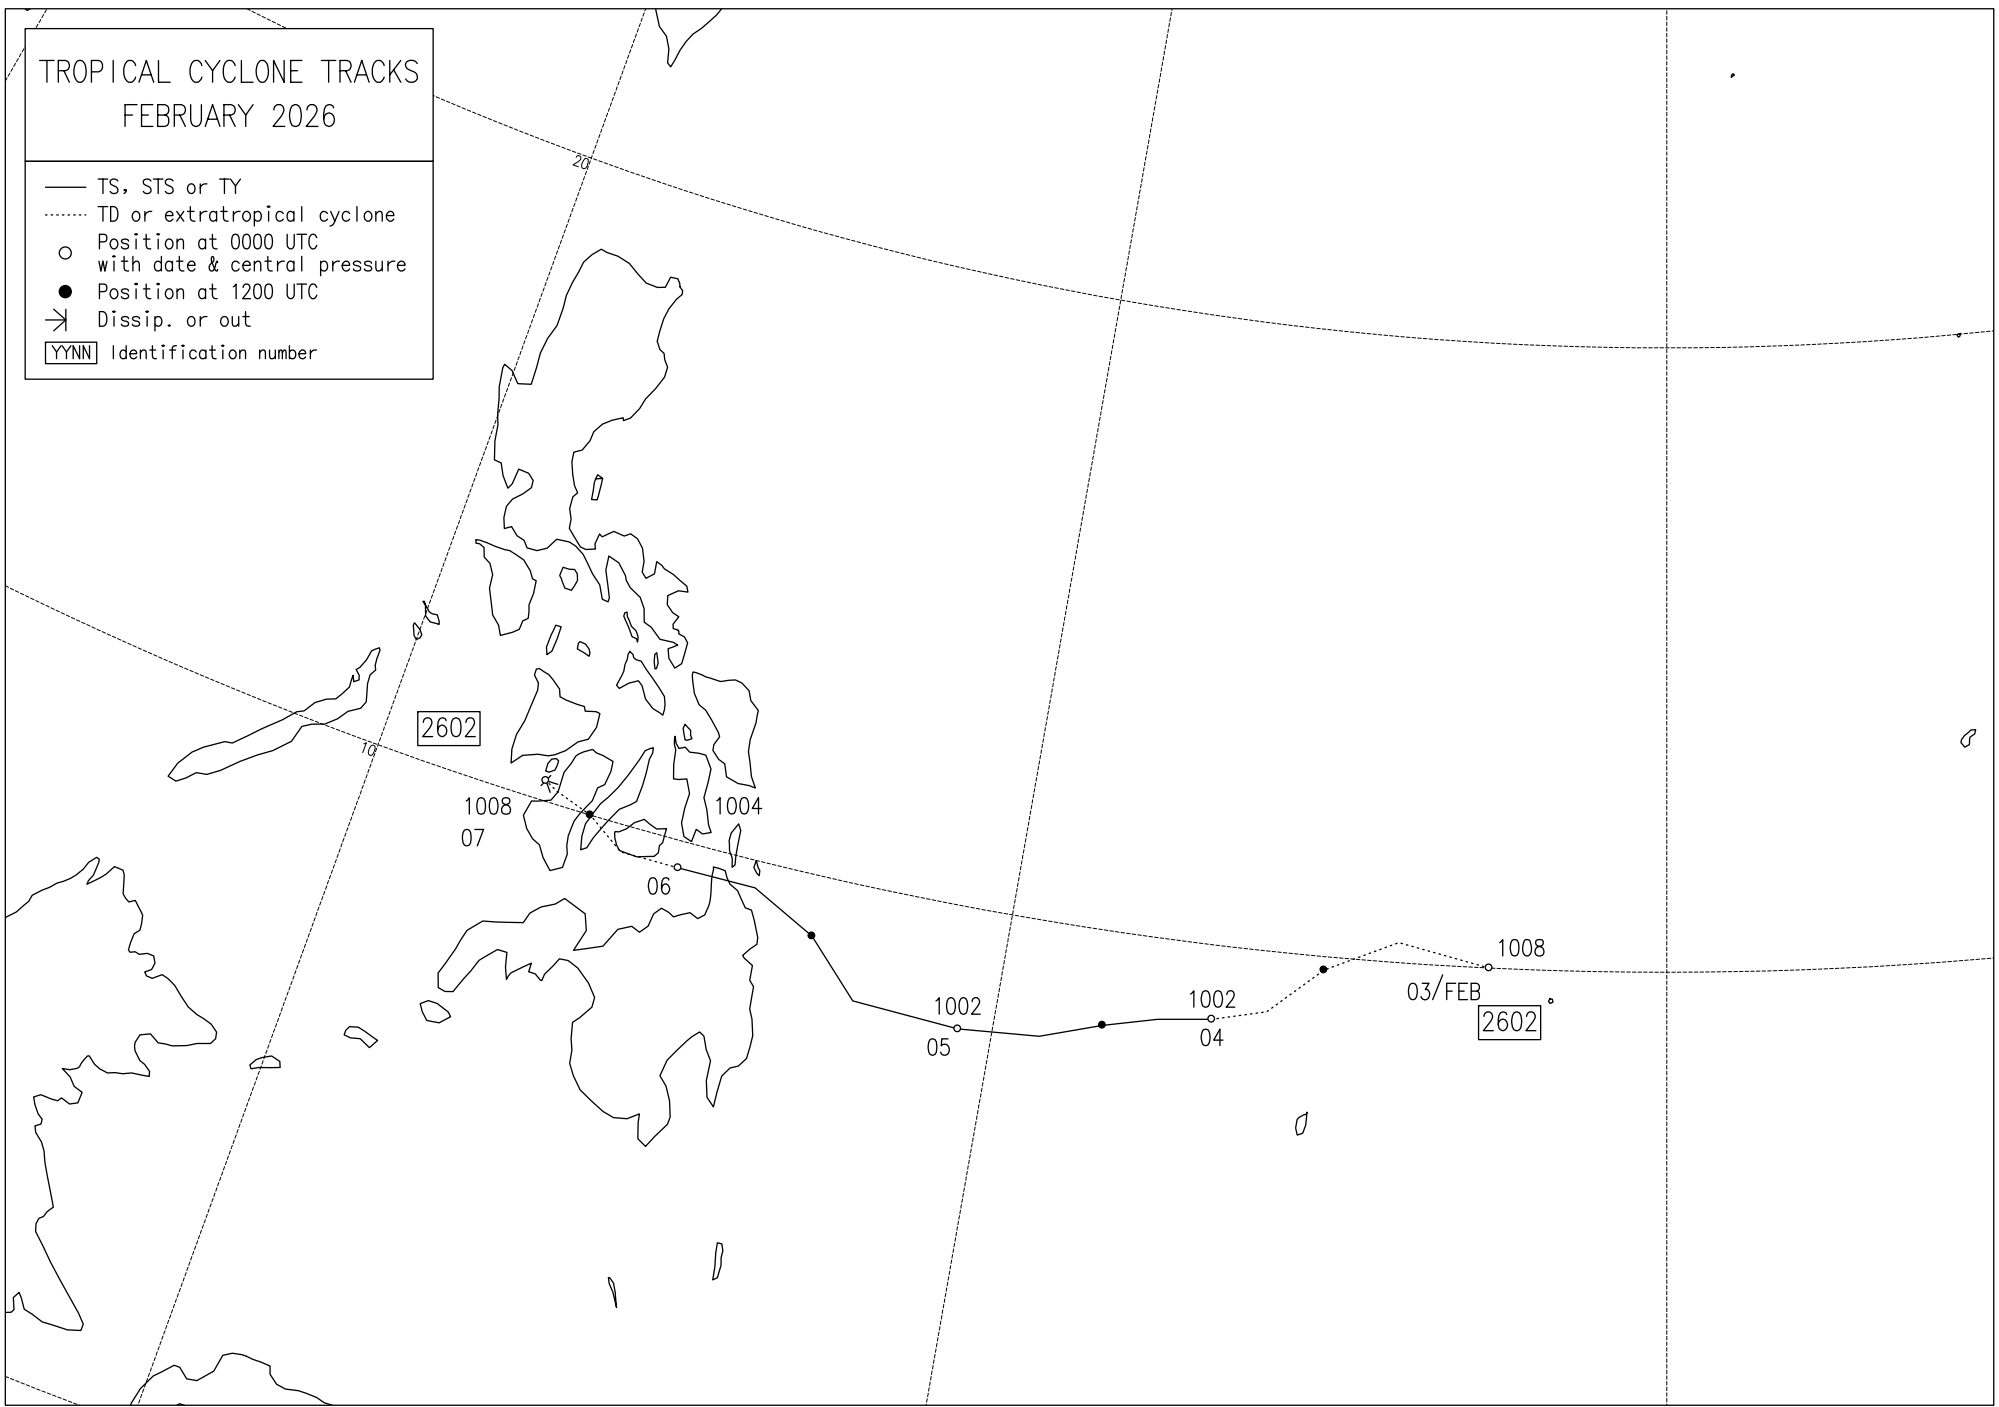 TROPICAL CYCLONE TRACKS
FEBRUARY 2026
TS, STS or TY
TD or extratropical cyclone
Position at 0000 UTC
with date & central pressure
Position at 1200 UTC
Dissip. or out
YYNN Identification number
20
2602
10
1008
07
1004
06
1002
05
1002
04
1008
03/FEB
2602